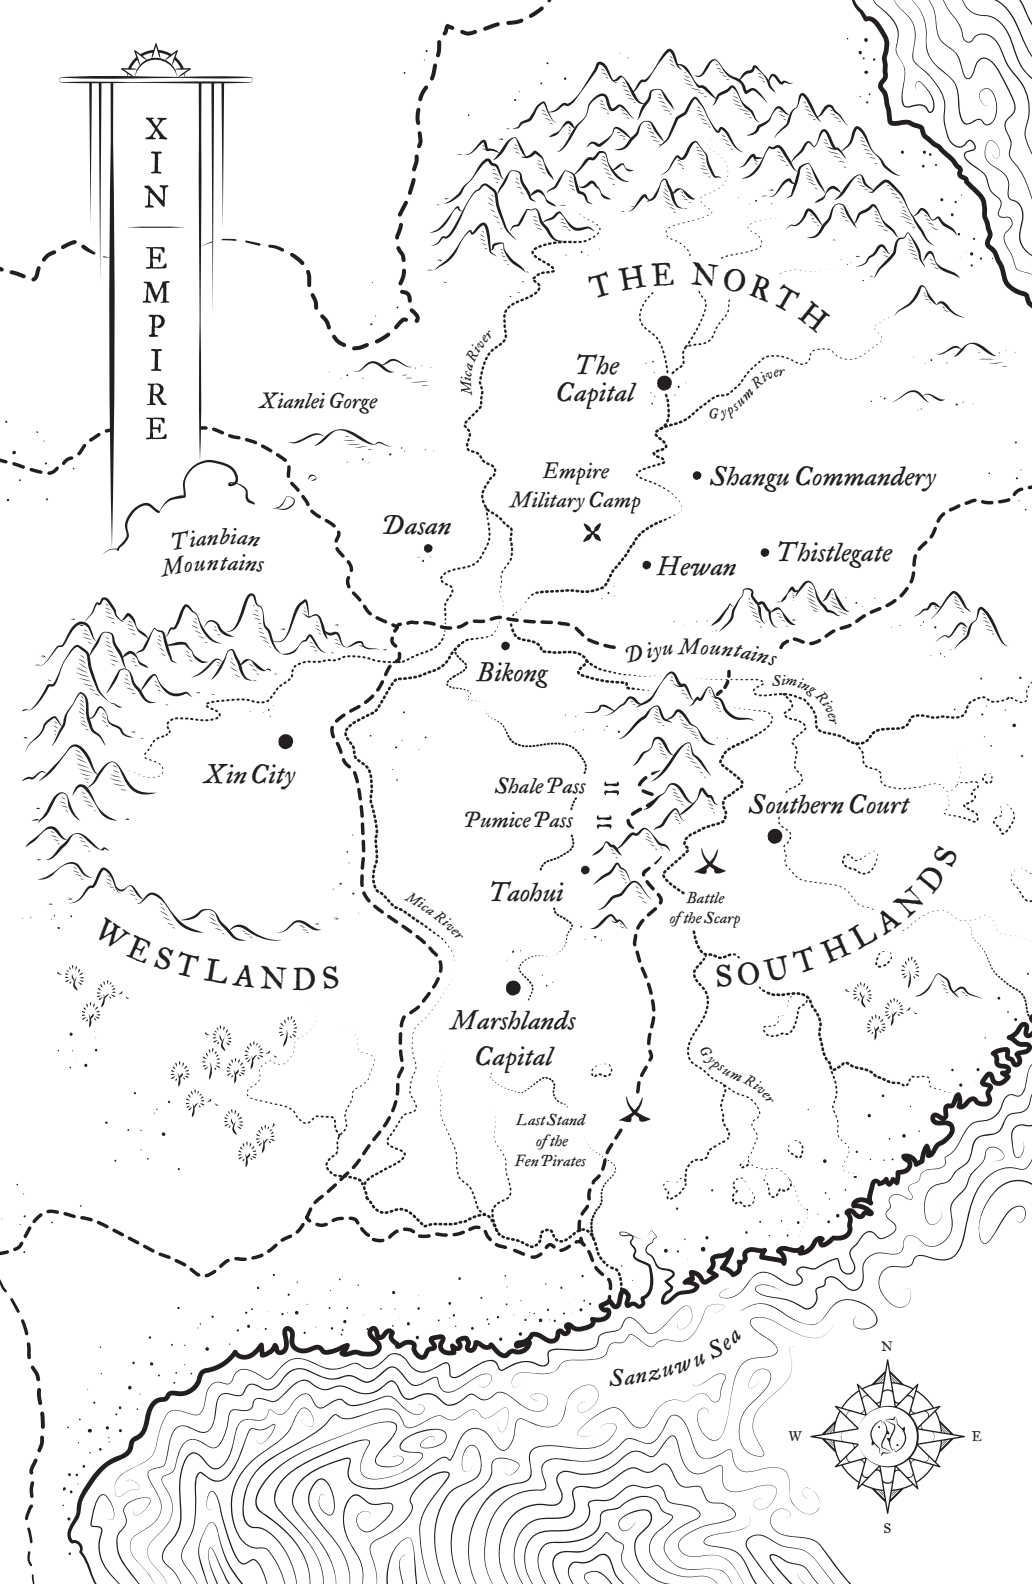 XIN
EMPIRE
THE NORTH
Mica River
The
Capital
Gypsum River
Xianlei Gorge
Empire
Military Camp
Shangu Commandery
Dasan
Tianbian
Mountains
Hewan
Thistlegate
Diyu Mountains
Bikong
Siming River
Xin City
Shale Pass
Pumice Pass
Southern Court
Taohui
Battle
of the Scarp
Mica River
WESTLANDS
SOUTHLANDS
Marshlands
Capital
Gypsum River
Last Stand
of the
Fen Pirates
Sanzuwu Sea
N
W
E
S